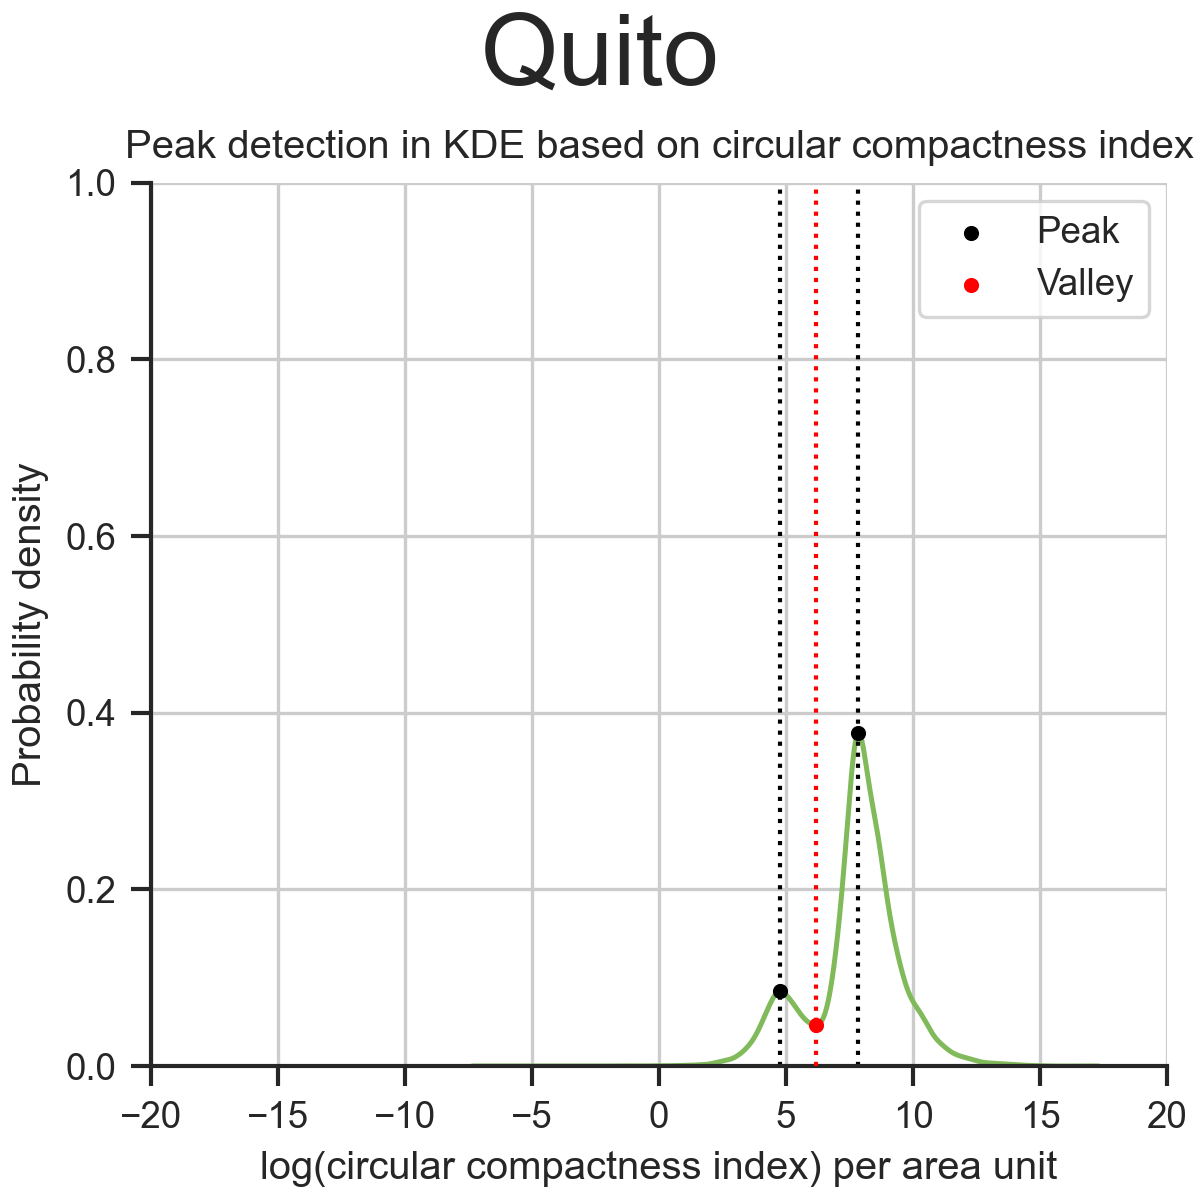 Quito
Peak detection in KDE based on circular compactness index
1.0
0.8
0.6
0.4
0.2
0.0
Probability density
Peak
Valley
−20 −15 −10 −5 0 5 10 15 20
log(circular compactness index) per area unit